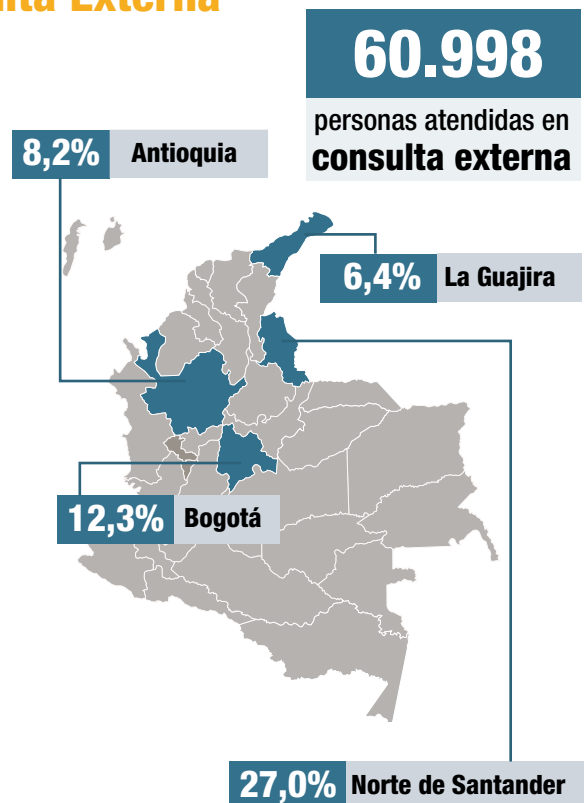 Externa
60.998
personas atendidas en
consulta externa
8,2% Antioquia
6,4% La Guajira
12,3% Bogotá
27,0% Norte de Santander